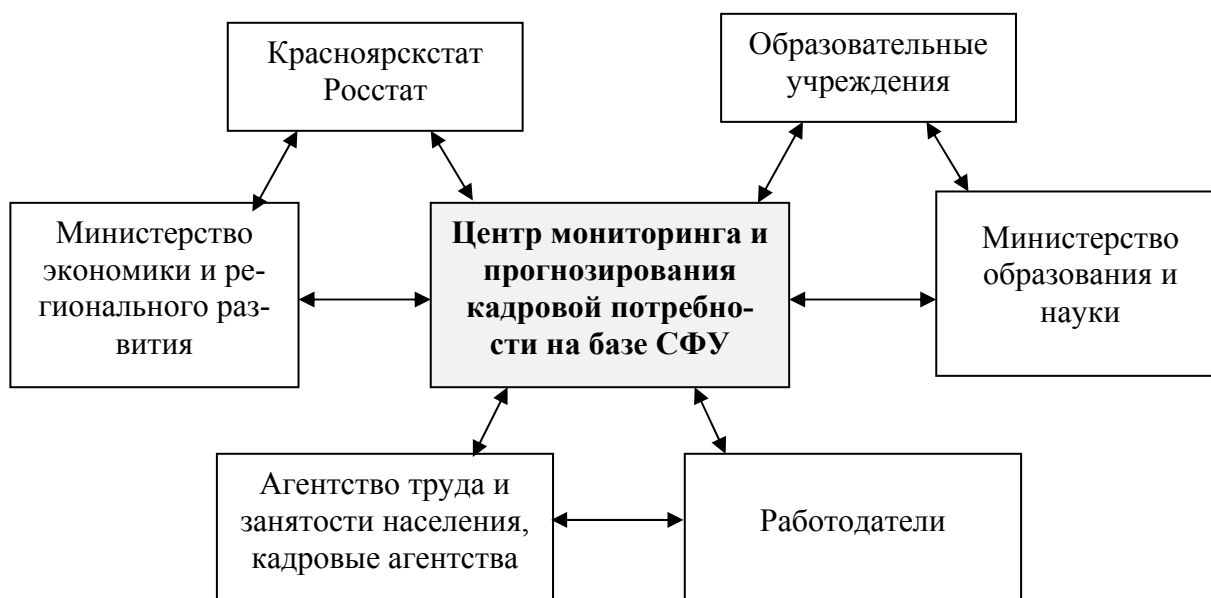 Красноярскстат
Росстат
Образовательные
учреждения
Министерство
экономики и ре-
гионального раз-
вития
Центр мониторинга и
прогнозирования
кадровой потребно-
сти на базе СФУ
Министерство
образования и
науки
Агентство труда и
занятости населения,
кадровые агентства
Работодатели